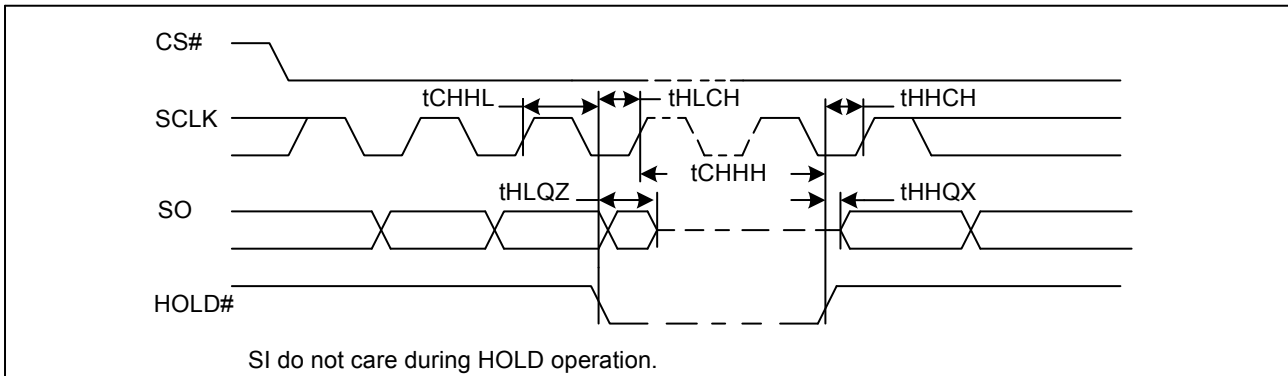 CS#
tCHHL
tHLCH
tHHCH
SCLK
tCHHH
tHLQZ
tHHQX
SO
HOLD#
SI do not care during HOLD operation.